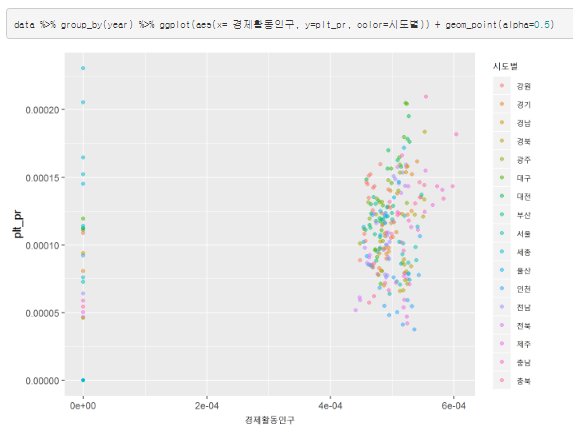 data %>% group_by(year) %>% ggplot(aes(x= 경제활동인구, y=plt_pr, color=시도별)) + geom_point(alpha=0.5)
시도별
강원
경기
경남
경북
광주
대구
대전
부산
서울
세종
울산
인천
전남
전북
제주
충남
충북
plt_pr
0.00020
0.00015
0.00010
0.00005
0.00000
0e+00 2e-04 4e-04 6e-04
경제활동인구